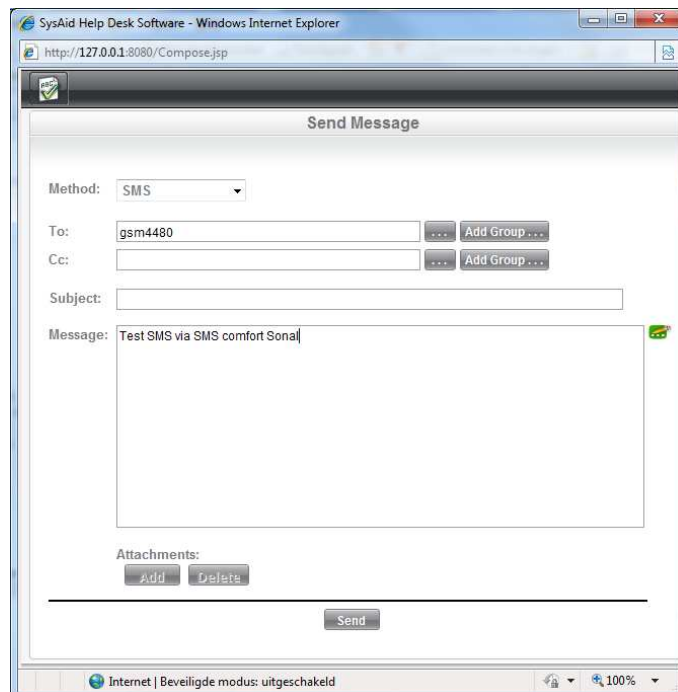 SysAid Help Desk Software - Windows Internet Explorer
http://127.0.0.1:8080/Compose.jsp
ABC
Send Message
Method: SMS
To: gsm4480 ... Add Group...
Cc: ... Add Group...
Subject:
Message: Test SMS via SMS comfort Sonal
Attachments:
Add Delete
Send
Internet | Beveiligde modus: uitgeschakeld 100%